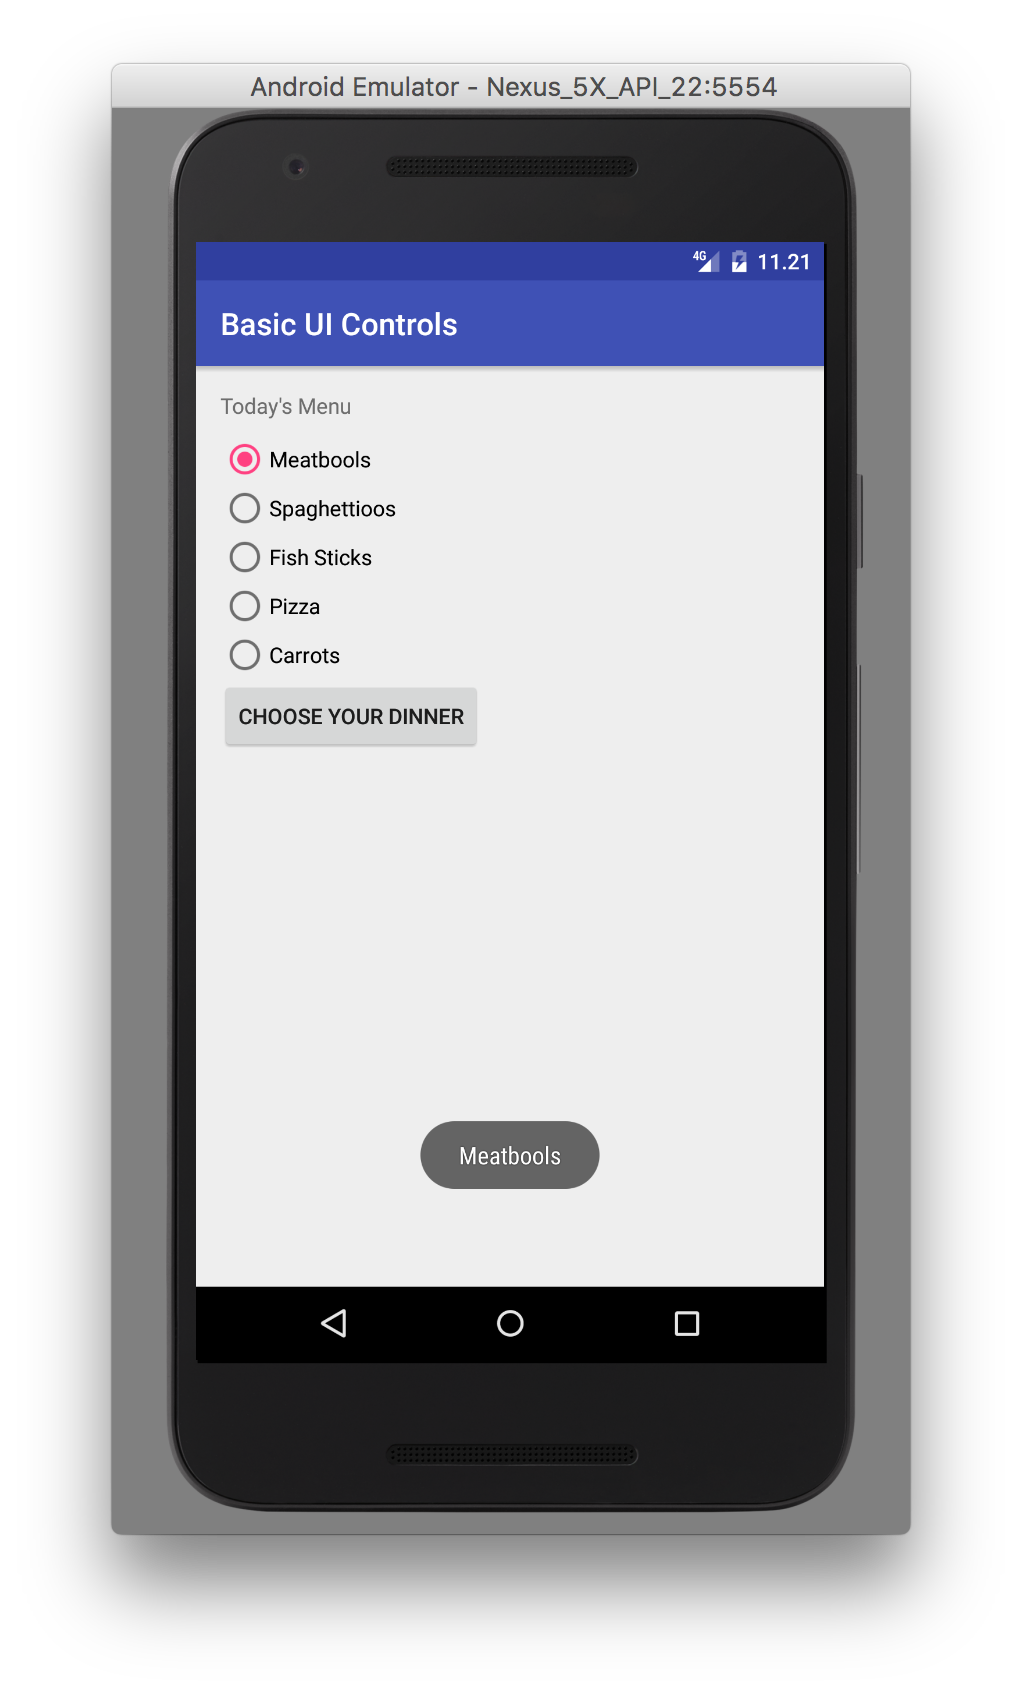 Android Emulator - Nexus_5X_API_22:5554
4G 11.21
Basic UI Controls
Today's Menu
Meatbools
Spaghettioos
Fish Sticks
Pizza
Carrots
CHOOSE YOUR DINNER
Meatbools